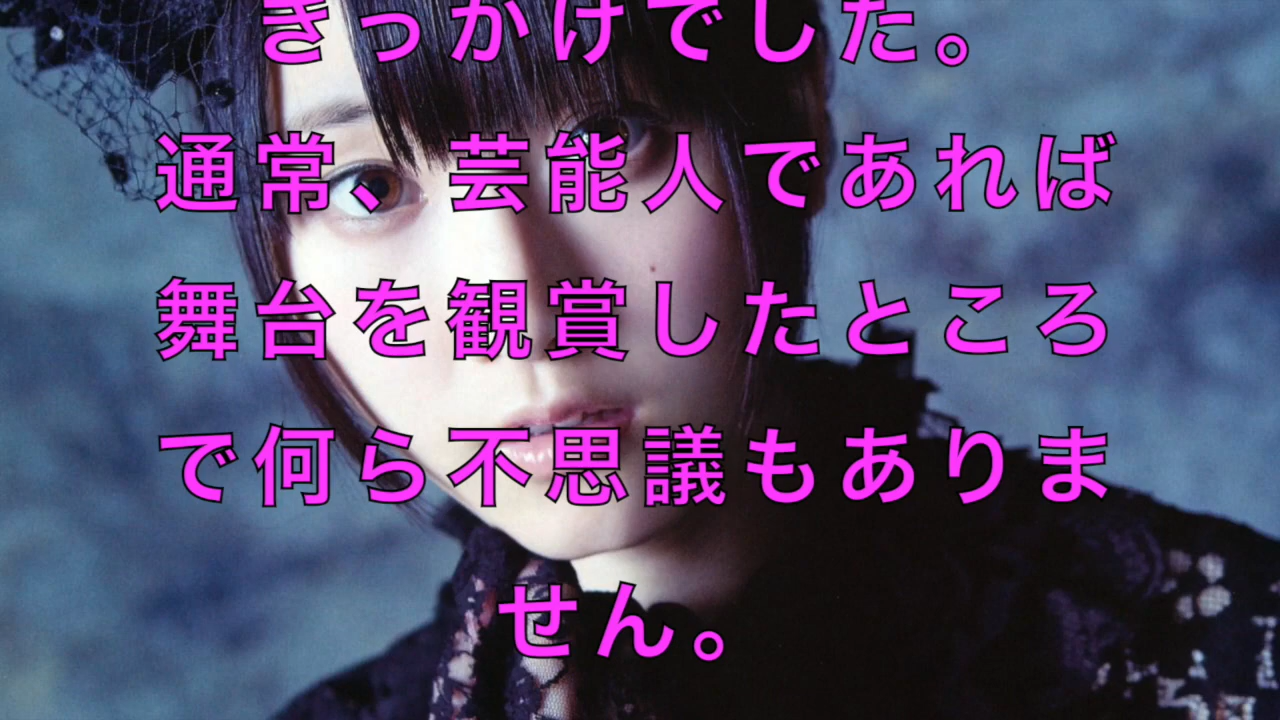 きっかけでした。
通常、芸能人であれば
舞台を観賞したところ
で何ら不思議もありま
せん。